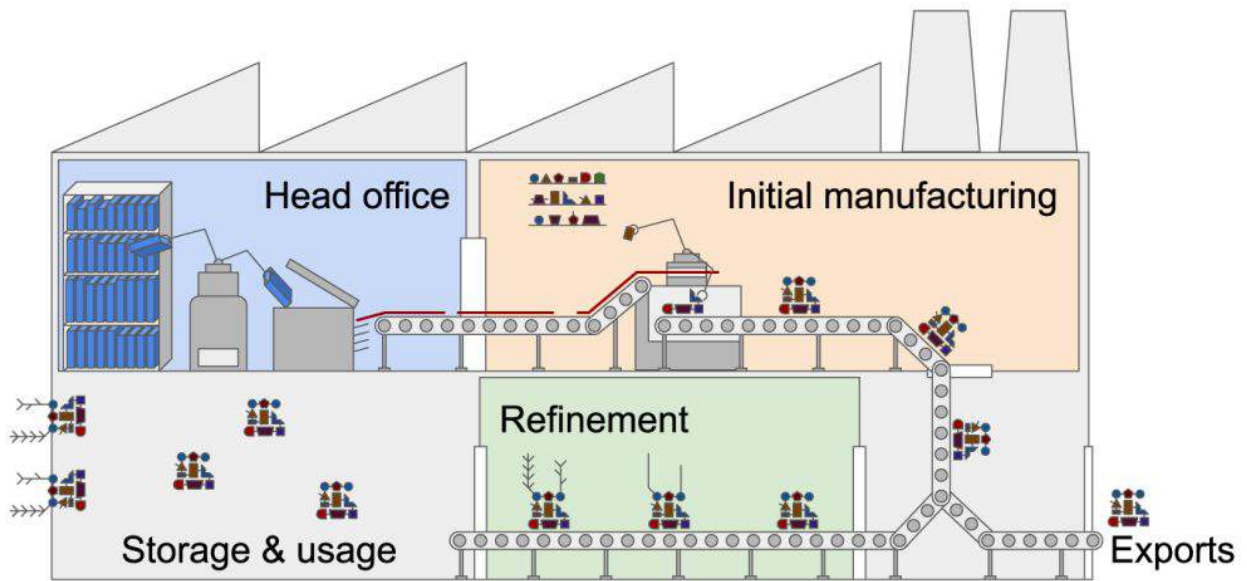 Head office
Initial manufacturing
Refinement
Storage & usage
Exports